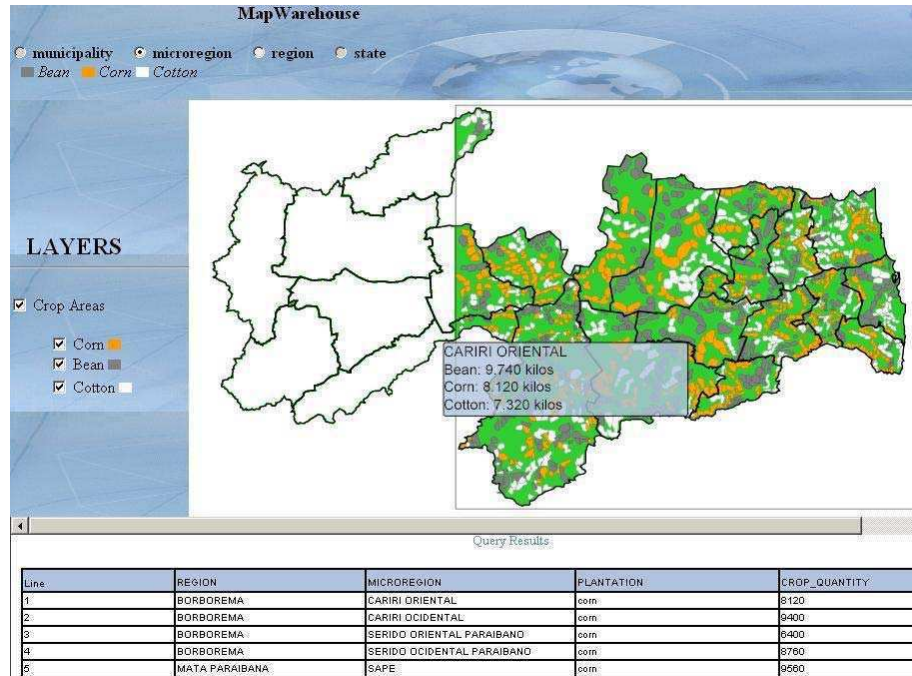 MapWarehouse
municipality microregion region state
Bean Corn Cotton
LAYERS
Crop Areas
Corn
Bean
Cotton
CARIRI ORIENTAL
Bean: 9.740 kilos
Corn: 8.120 kilos
Cotton: 7.320 kilos
Query Results
Line REGION MICROREGION PLANTATION CROP_QUANTITY
1 BORBOREMA CARIRI ORIENTAL corn 8120
2 BORBOREMA CARIRI OCIDENTAL corn 9400
3 BORBOREMA SERIDO ORIENTAL PARAIBANO corn 6400
4 BORBOREMA SERIDO OCIDENTAL PARAIBANO corn 8760
5 MATA PARAIBANA SAPE corn 9560